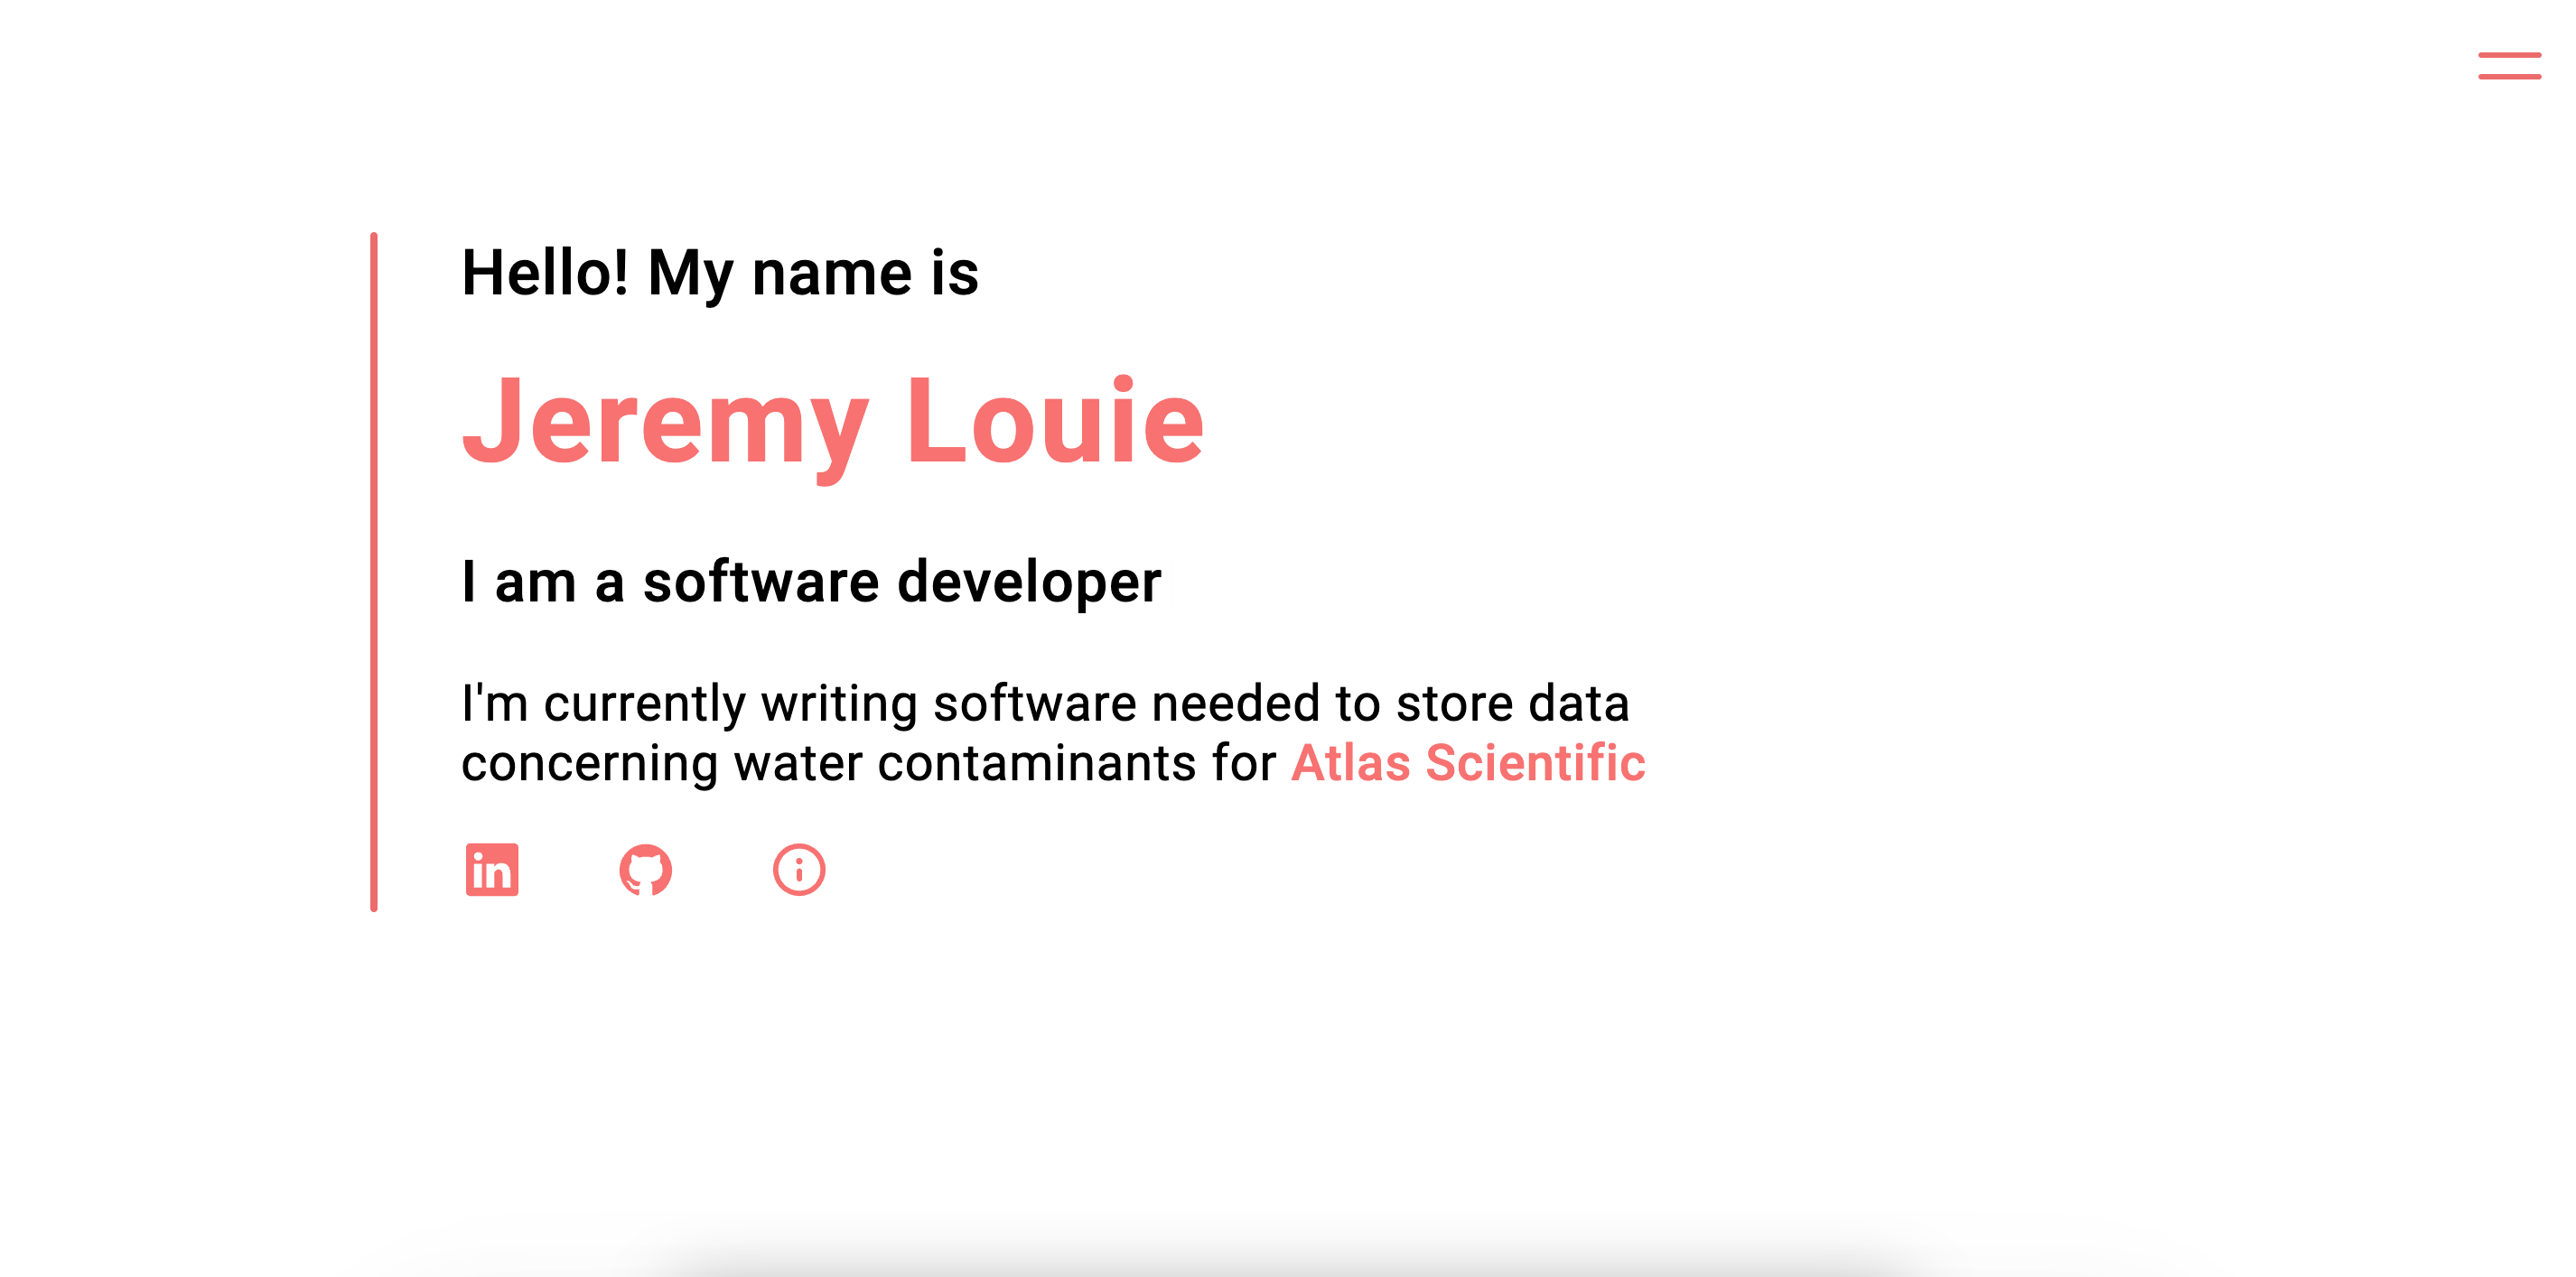 Hello! My name is
Jeremy Louie
I am a software developer
I'm currently writing software needed to store data
concerning water contaminants for Atlas Scientific
in